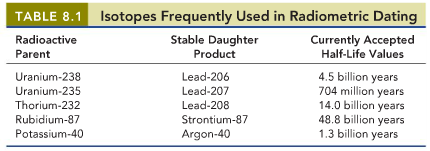 TABLE 8.1 Isotopes Frequently Used in Radiometric Dating
Radioactive Parent Stable Daughter Product Currently Accepted Half-Life Values
Uranium-238 Lead-206 4.5 billion years
Uranium-235 Lead-207 704 million years
Thorium-232 Lead-208 14.0 billion years
Rubidium-87 Strontium-87 48.8 billion years
Potassium-40 Argon-40 1.3 billion years